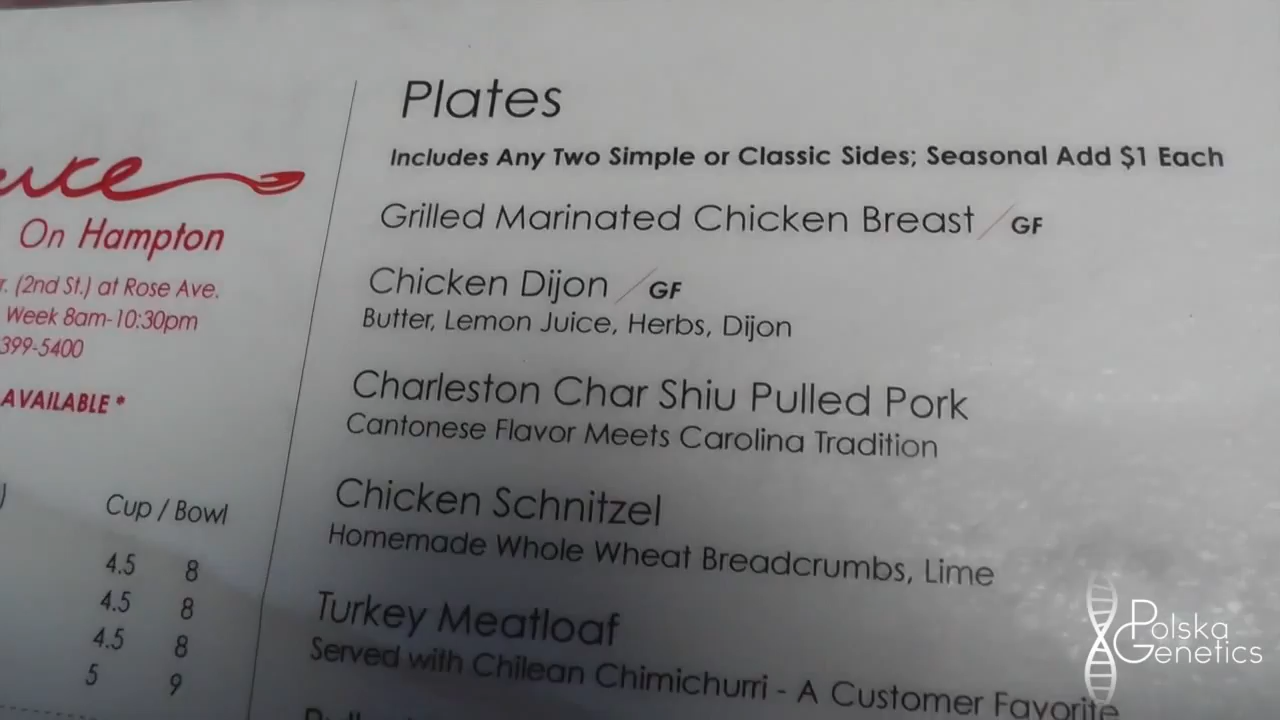 On Hampton
(2nd St.) at Rose Ave.
Week 8am-10:30pm
399-5400
AVAILABLE *
Cup / Bowl
4.5 8
4.5 8
4.5 8
5 9
Plates
Includes Any Two Simple or Classic Sides; Seasonal Add $1 Each
Grilled Marinated Chicken Breast / GF
Chicken Dijon / GF
Butter, Lemon Juice, Herbs, Dijon
Charleston Char Shiu Pulled Pork
Cantonese Flavor Meets Carolina Tradition
Chicken Schnitzel
Homemade Whole Wheat Breadcrumbs, Lime
Turkey Meatloaf
Served with Chilean Chimichurri - A Customer Favorite
Polska
Genetics